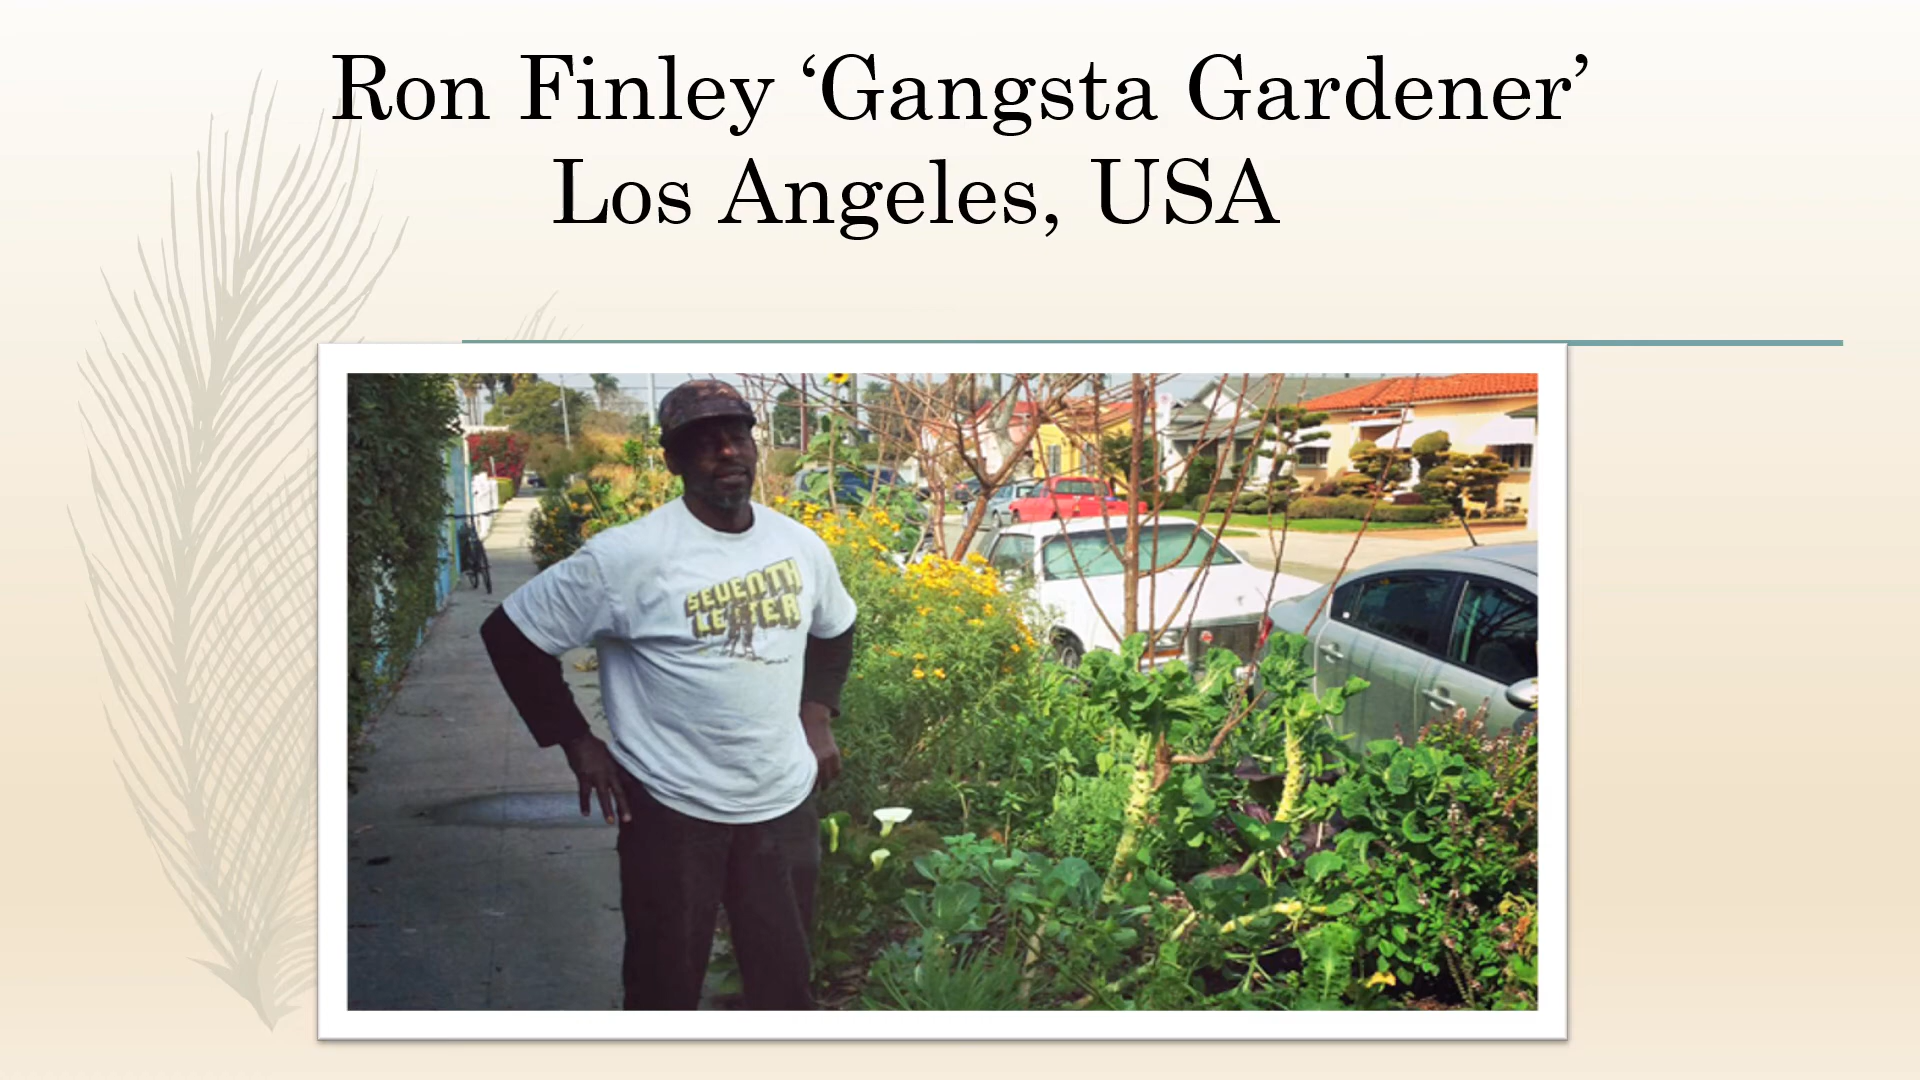 Ron Finley ‘Gangsta Gardener’
Los Angeles, USA
SEVENTH
LETTER